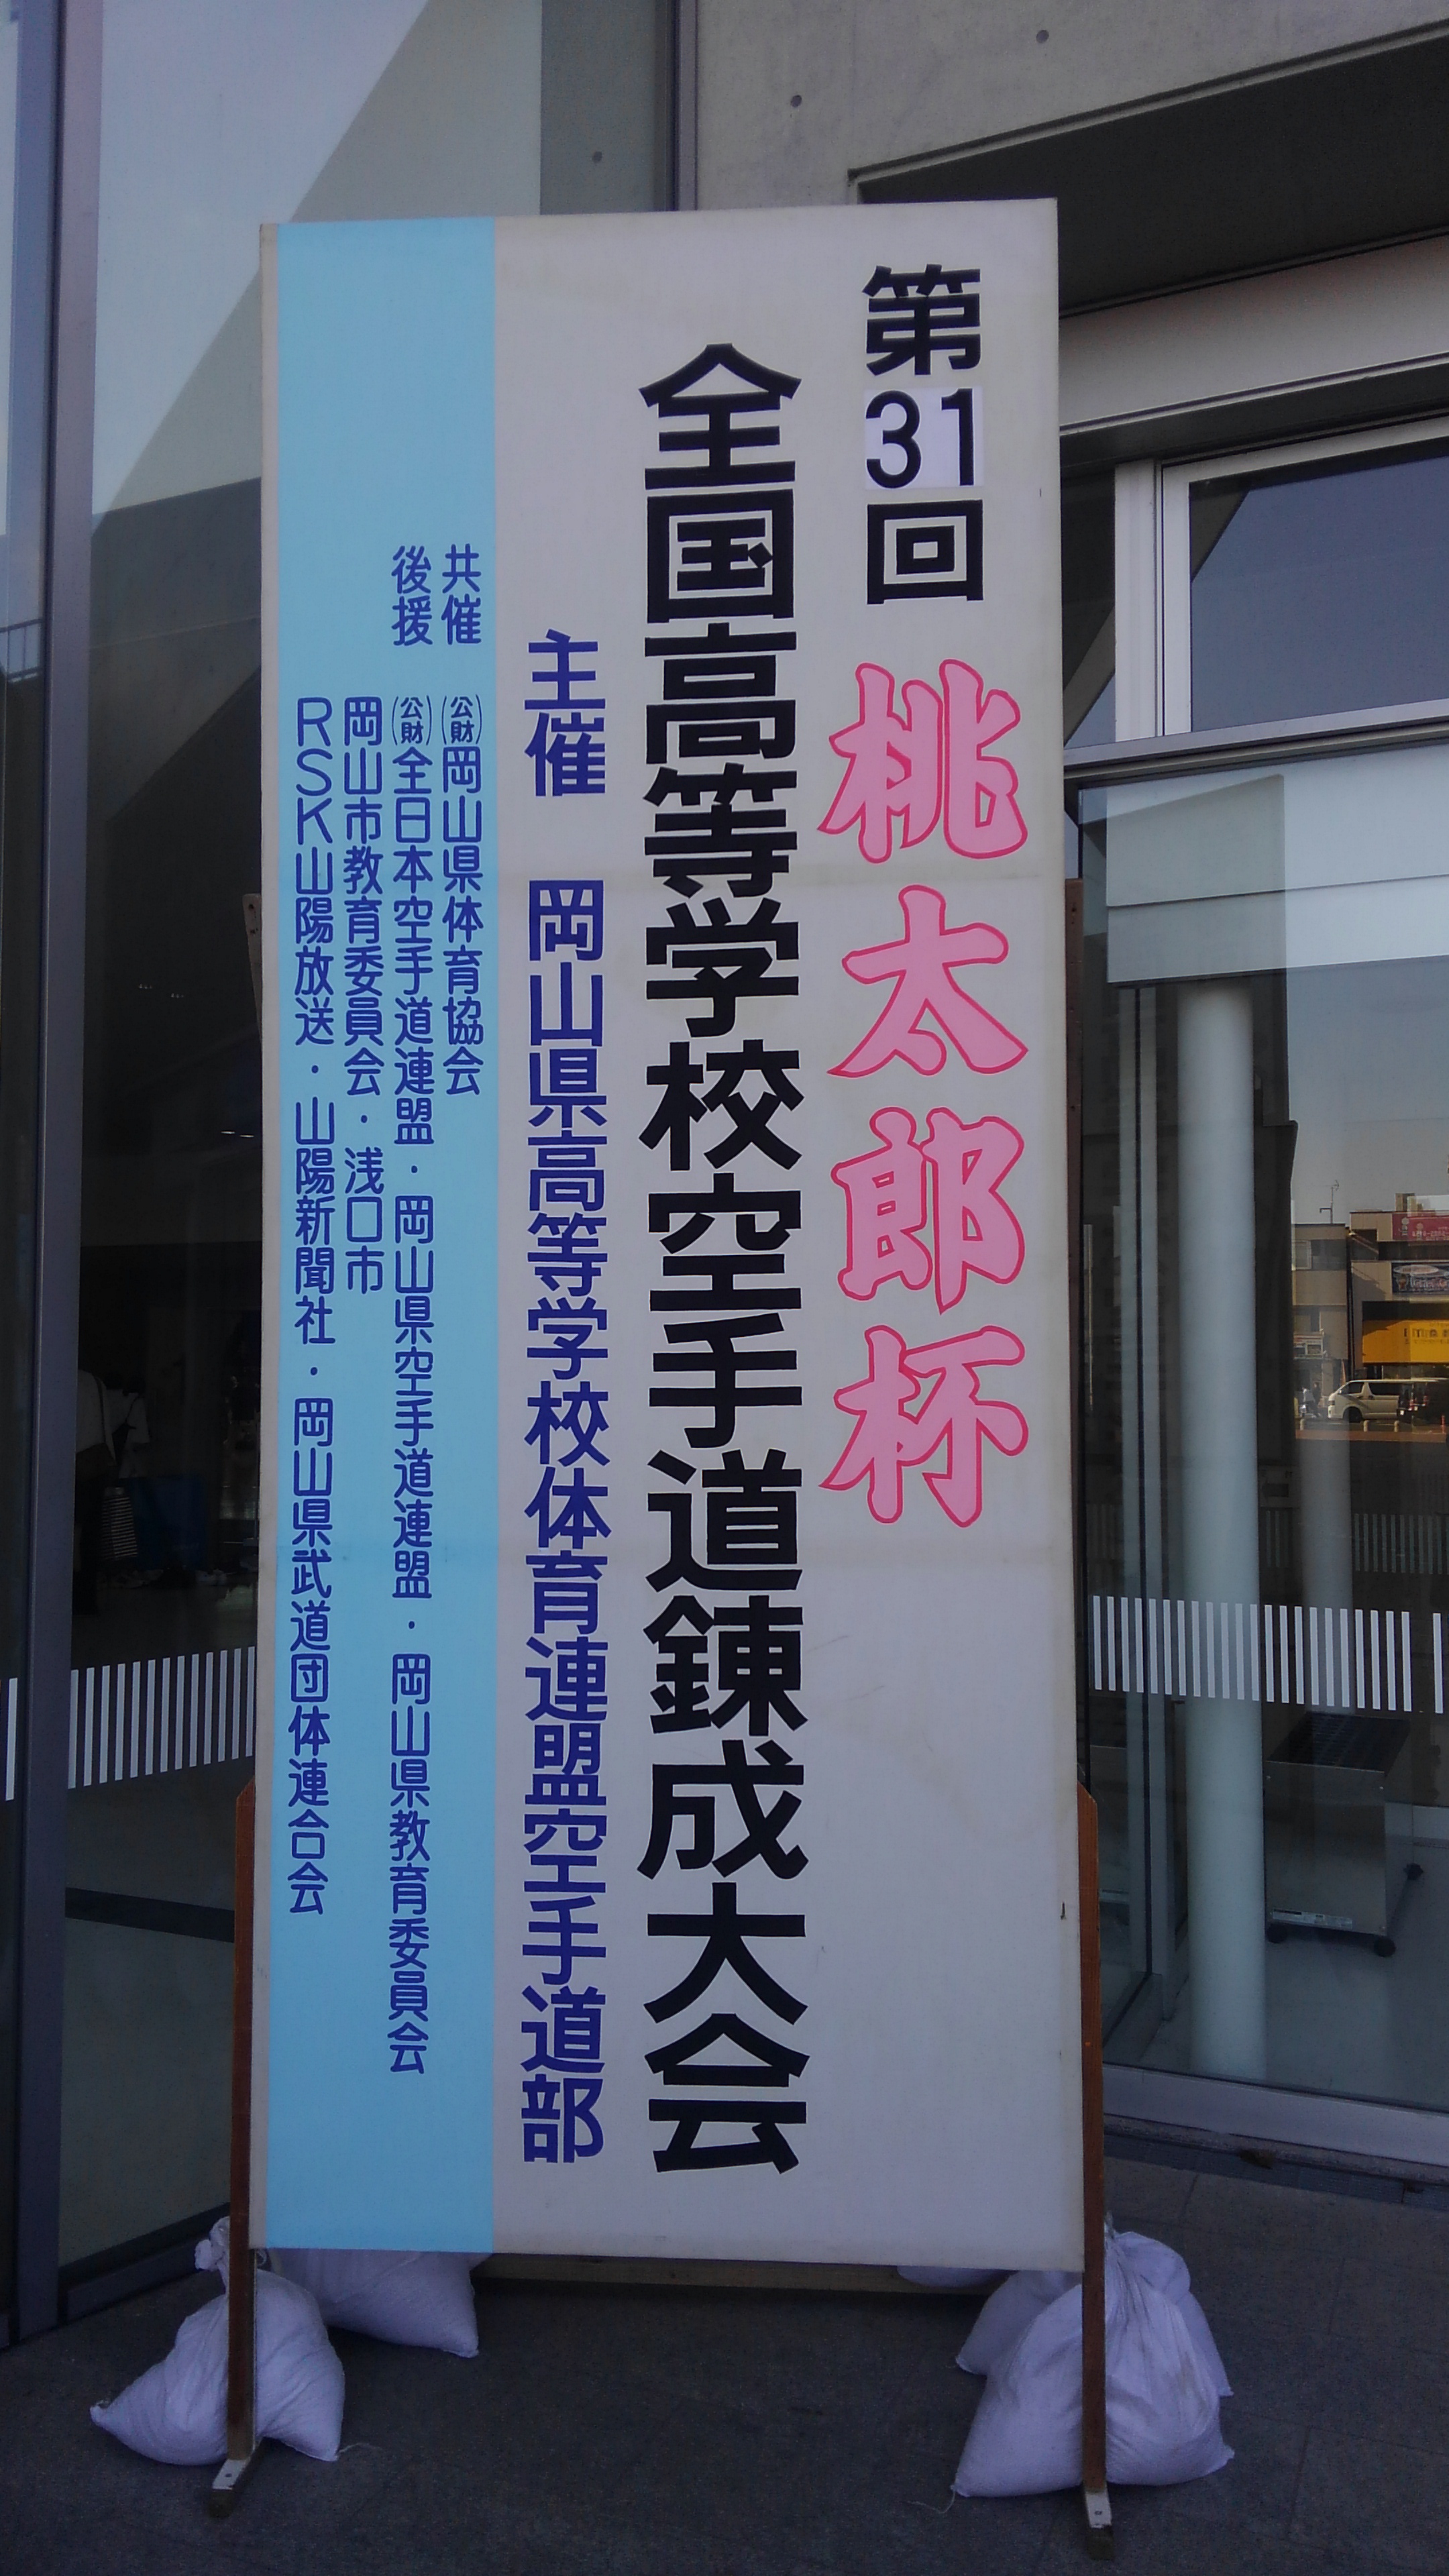 第31回 桃太郎杯
全国高等学校空手道錬成大会
主催 岡山県高等学校体育連盟空手道部
共催 (公財)岡山県体育協会
後援 (公財)全日本空手道連盟・岡山県空手道連盟・岡山県教育委員会
岡山市教育委員会・浅口市
RSK山陽放送・山陽新聞社・岡山県武道団体連合会